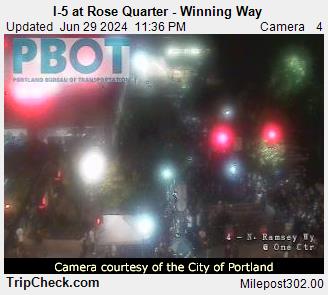 I-5 at Rose Quarter - Winning Way
Updated Jun 29 2024 11:36 PM Camera 4
PBOT
PORTLAND BUREAU OF TRANSPORTATION
4 - N. Ramsey Wy
@ One Ctr
Camera courtesy of the City of Portland
TripCheck.com Milepost302.00